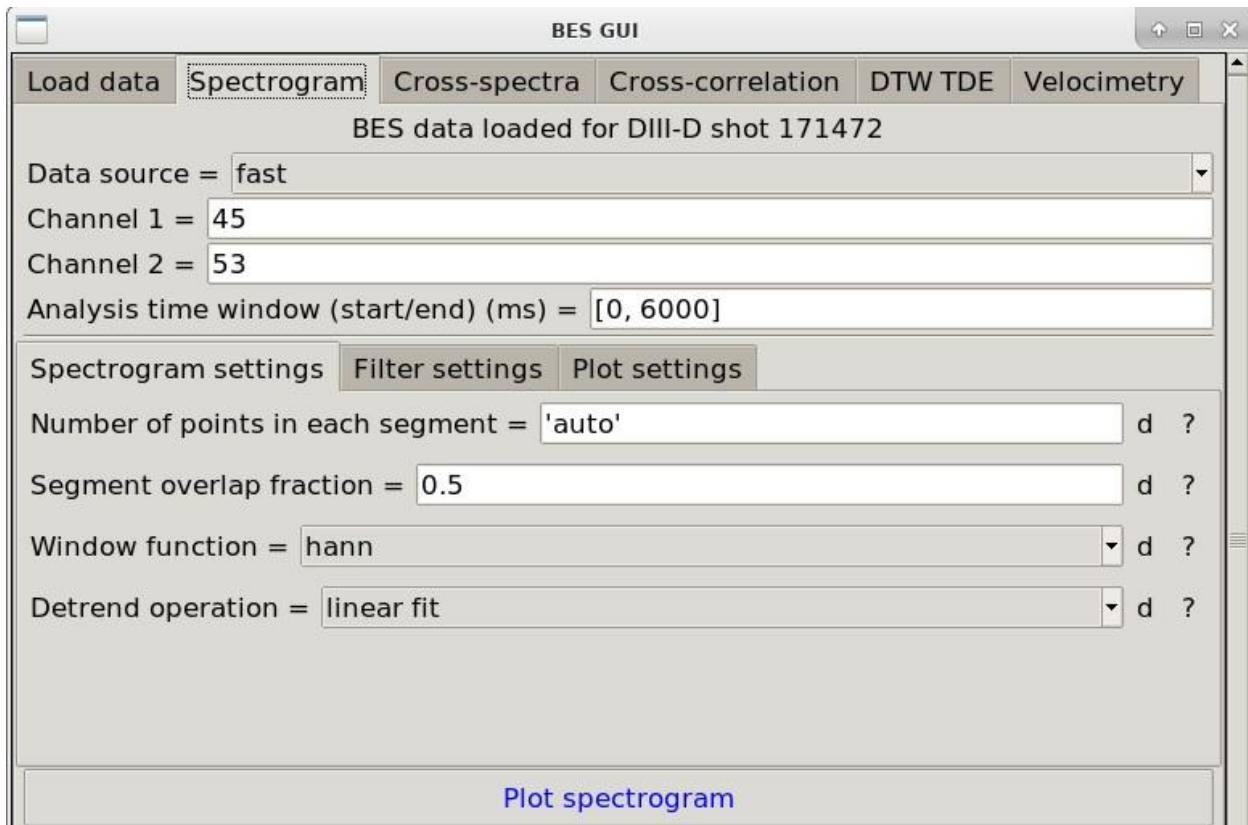 BES GUI
Load data Spectrogram Cross-spectra Cross-correlation DTW TDE Velocimetry
BES data loaded for DIII-D shot 171472
Data source = fast
Channel 1 = 45
Channel 2 = 53
Analysis time window (start/end) (ms) = [0, 6000]
Spectrogram settings Filter settings Plot settings
Number of points in each segment = 'auto' d ?
Segment overlap fraction = 0.5 d ?
Window function = hann d ?
Detrend operation = linear fit d ?
Plot spectrogram